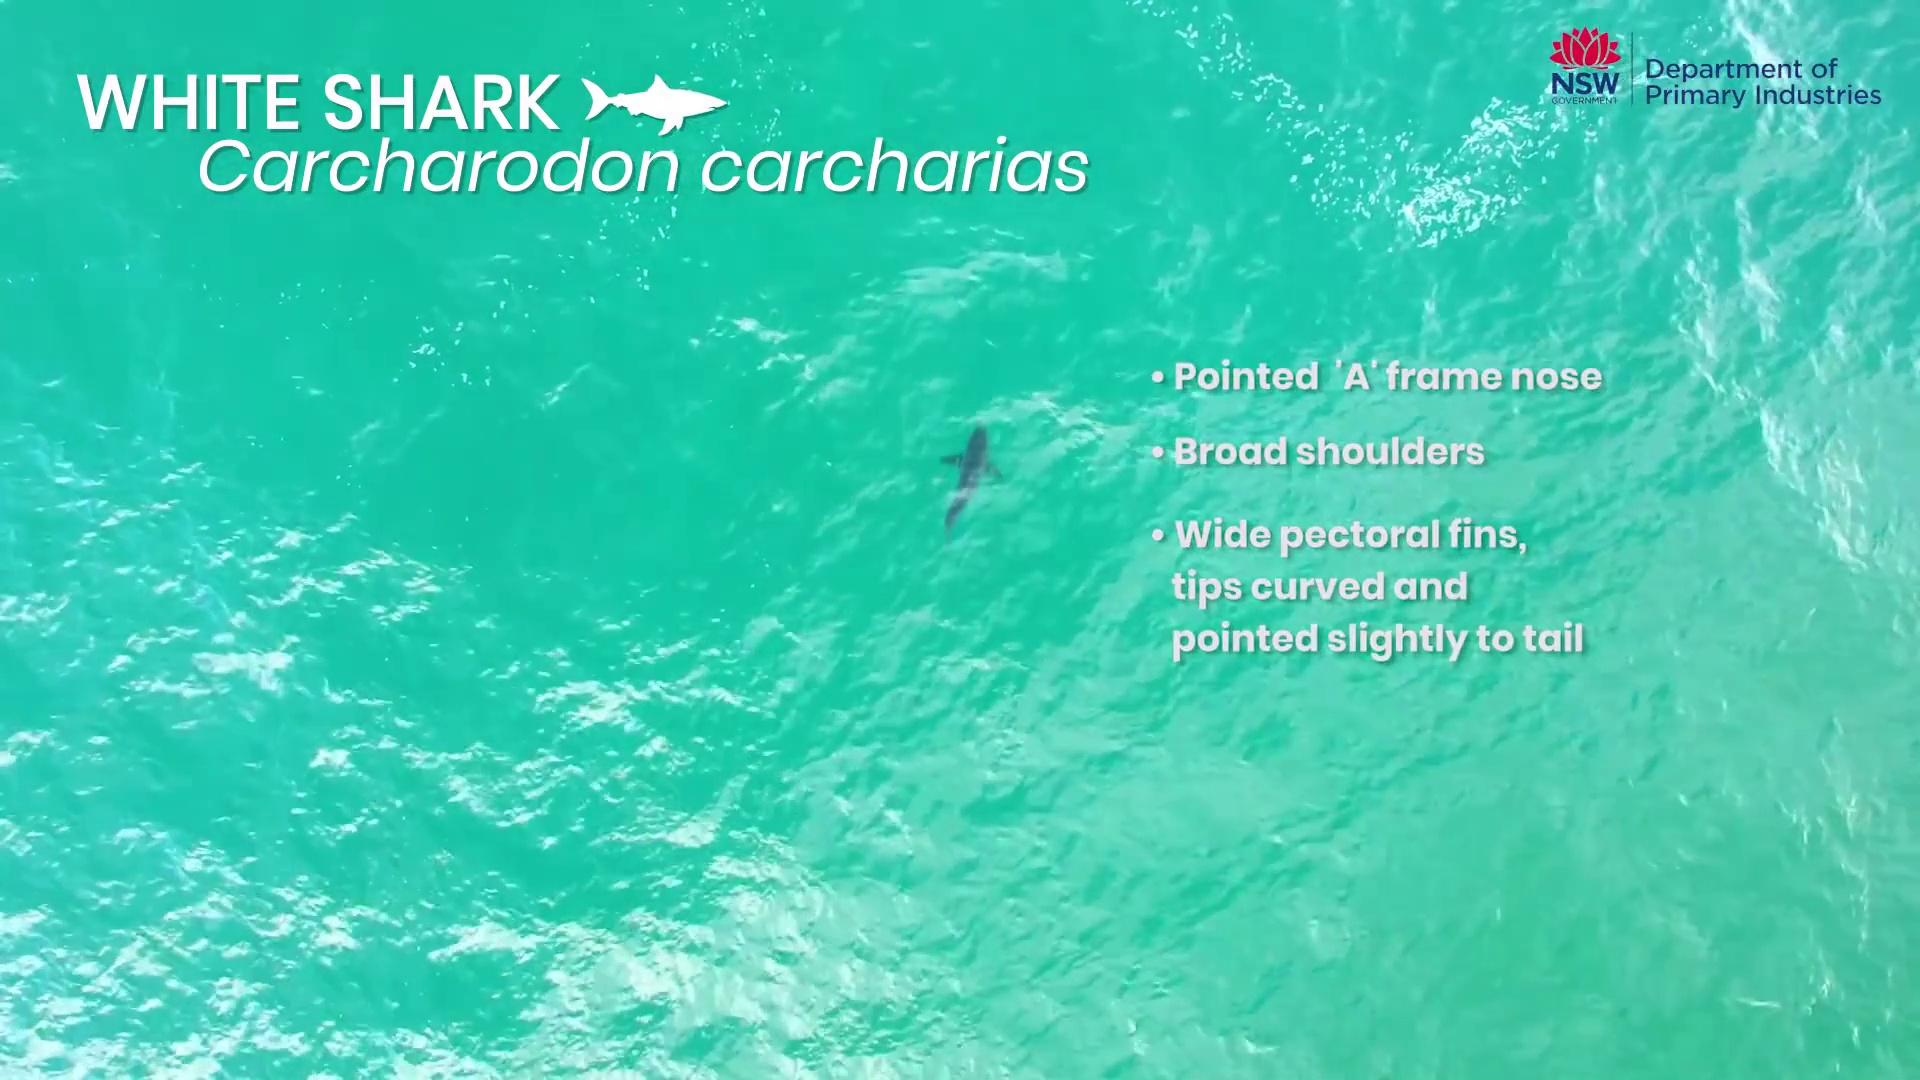 WHITE SHARK
Carcharodon carcharias
NSW
GOVERNMENT
Department of
Primary Industries
• Pointed 'A' frame nose
• Broad shoulders
• Wide pectoral fins,
tips curved and
pointed slightly to tail